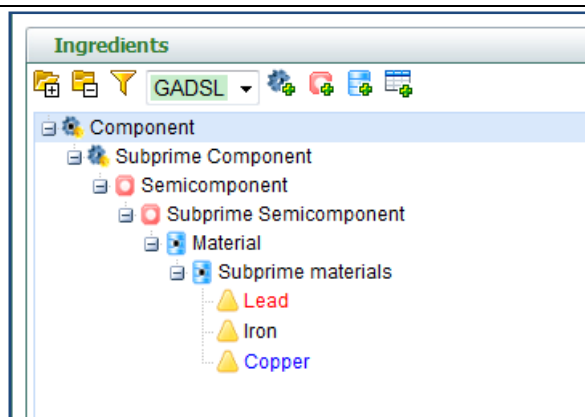 Ingredients
GADSL
Component
Subprime Component
Semicomponent
Subprime Semicomponent
Material
Subprime materials
Lead
Iron
Copper